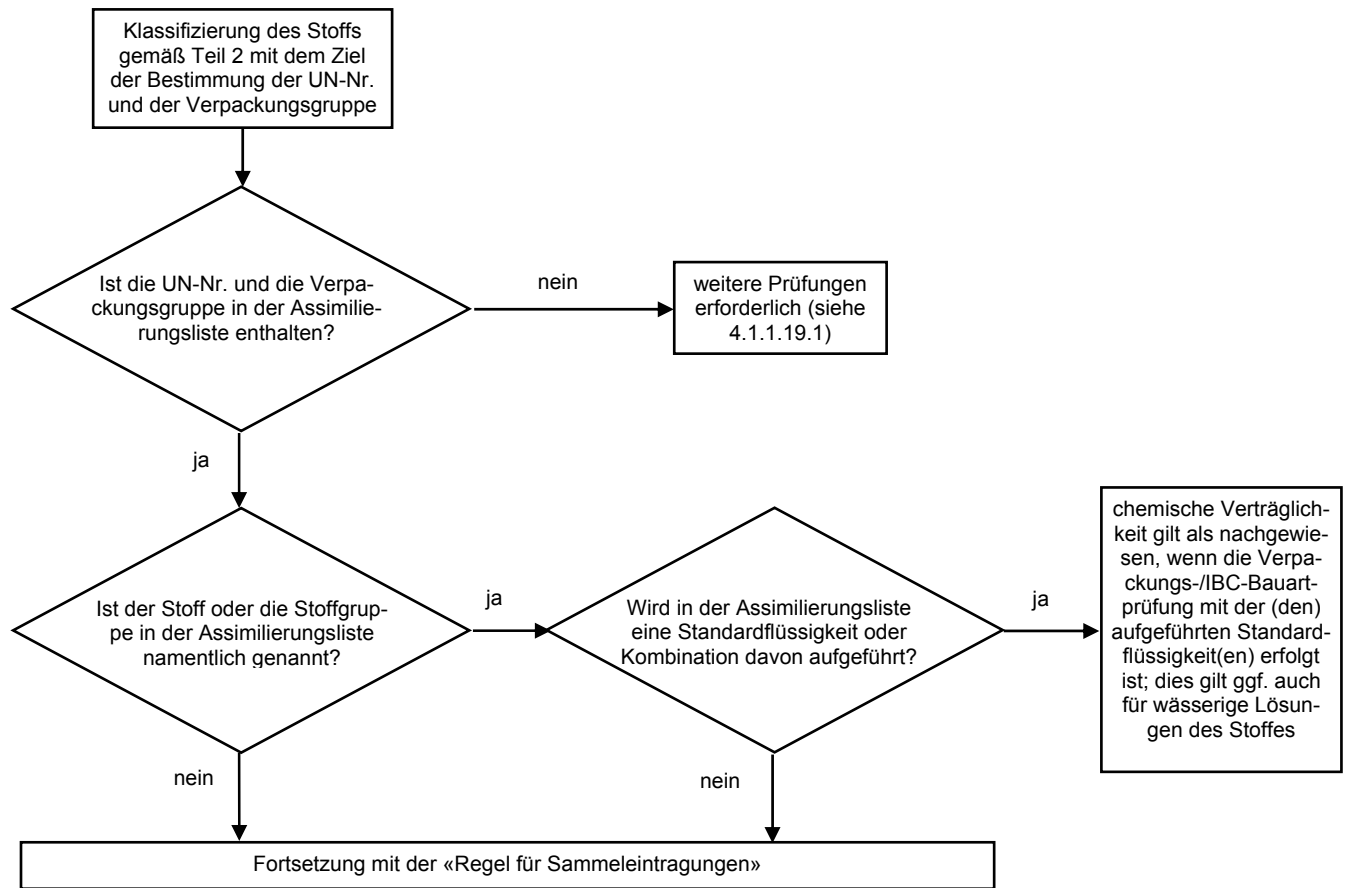 Klassifizierung des Stoffs
gemäß Teil 2 mit dem Ziel
der Bestimmung der UN-Nr.
und der Verpackungsgruppe
Ist die UN-Nr. und die Verpa-
ckungsgruppe in der Assimilie-
rungsliste enthalten?
nein
weitere Prüfungen
erforderlich (siehe
4.1.1.19.1)
ja
Ist der Stoff oder die Stoffgrup-
pe in der Assimilierungsliste
namentlich genannt?
ja
Wird in der Assimilierungsliste
eine Standardflüssigkeit oder
Kombination davon aufgeführt?
ja
chemische Verträglich-
keit gilt als nachgewie-
sen, wenn die Verpa-
ckungs-/IBC-Bauart-
prüfung mit der (den)
aufgeführten Standard-
flüssigkeit(en) erfolgt
ist; dies gilt ggf. auch
für wässerige Lösun-
gen des Stoffes
nein
nein
Fortsetzung mit der «Regel für Sammeleintragungen»